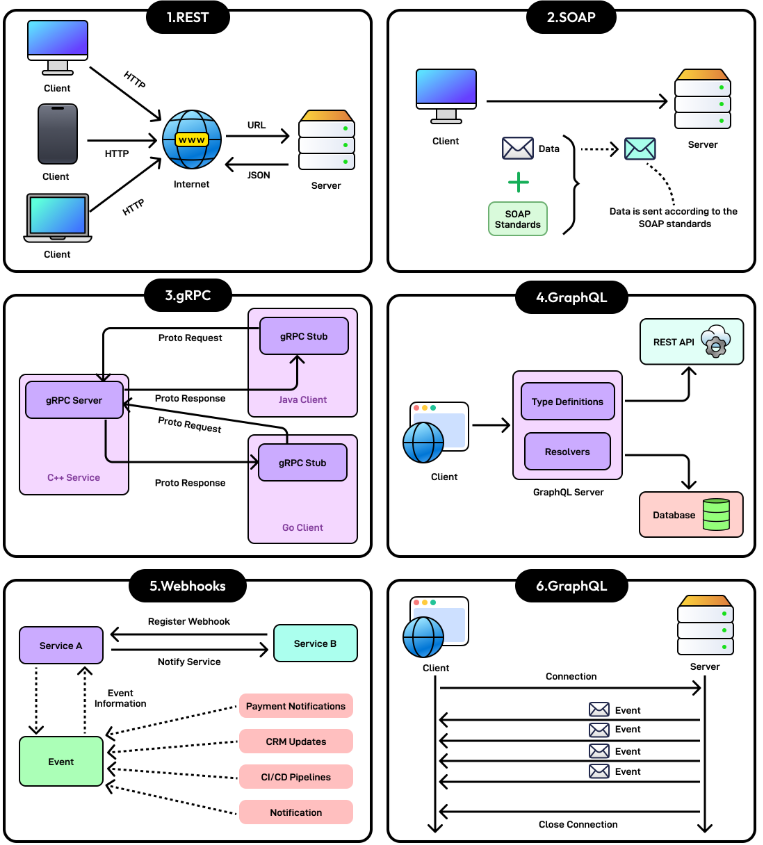 1.REST
Client
HTTP
Client
HTTP
www
Internet
URL
JSON
Server
HTTP
Client
2.SOAP
Client
Server
Data
SOAP
Standards
Data is sent according to the
SOAP standards
3.gRPC
Proto Request
gRPC Stub
Java Client
gRPC Server
Proto Response
Proto Request
C++ Service
gRPC Stub
Proto Response
Go Client
4.GraphQL
REST API
Client
Type Definitions
Resolvers
GraphQL Server
Database
5.Webhooks
Service A
Register Webhook
Notify Service
Service B
Event
Information
Payment Notifications
CRM Updates
Event
CI/CD Pipelines
Notification
6.GraphQL
Client
Server
Connection
Event
Event
Event
Event
Close Connection